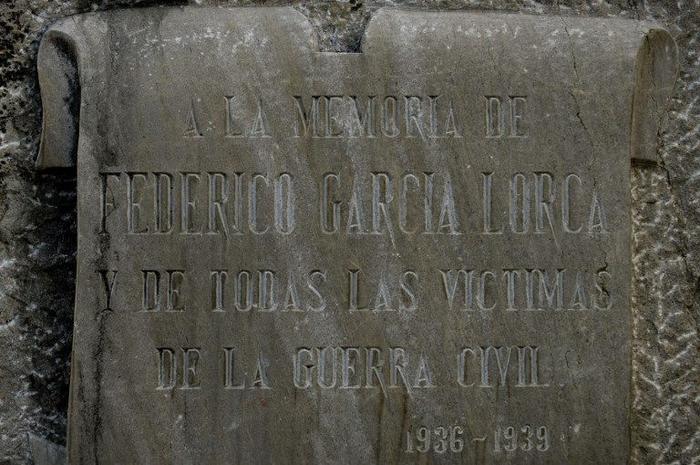 A LA MEMORIA DE
FEDERICO GARCIA LORCA
Y DE TODAS LAS VICTIMAS
DE LA GUERRA CIVIL
1936-1939